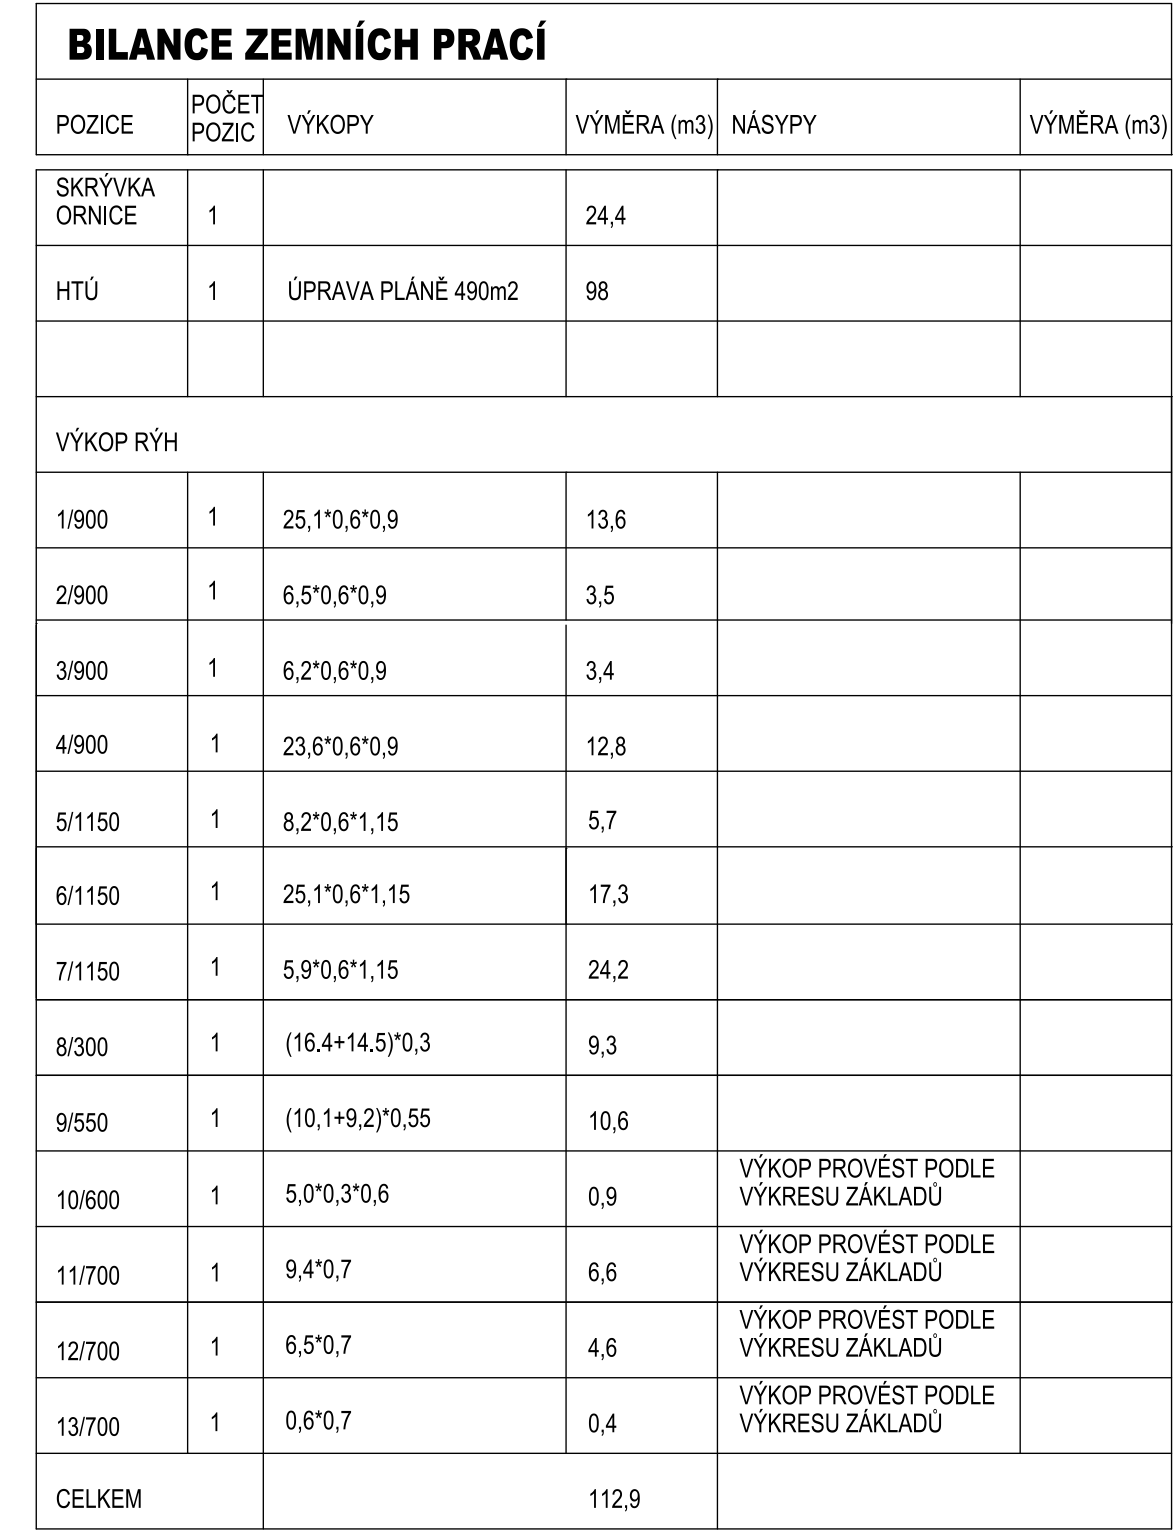 BILANCE ZEMNÍCH PRACÍ
POZICE POČET POZIC VÝKOPY VÝMĚRA (m3) NÁSYPY VÝMĚRA (m3)
SKRÝVKA
ORNICE 1 24,4
HTÚ 1 ÚPRAVA PLÁNĚ 490m2 98
VÝKOP RÝH
1/900 1 25,1*0,6*0,9 13,6
2/900 1 6,5*0,6*0,9 3,5
3/900 1 6,2*0,6*0,9 3,4
4/900 1 23,6*0,6*0,9 12,8
5/1150 1 8,2*0,6*1,15 5,7
6/1150 1 25,1*0,6*1,15 17,3
7/1150 1 5,9*0,6*1,15 24,2
8/300 1 (16.4+14.5)*0,3 9,3
9/550 1 (10,1+9,2)*0,55 10,6
10/600 1 5,0*0,3*0,6 0,9 VÝKOP PROVÉST PODLE
VÝKRESU ZÁKLADŮ
11/700 1 9,4*0,7 6,6 VÝKOP PROVÉST PODLE
VÝKRESU ZÁKLADŮ
12/700 1 6,5*0,7 4,6 VÝKOP PROVÉST PODLE
VÝKRESU ZÁKLADŮ
13/700 1 0,6*0,7 0,4 VÝKOP PROVÉST PODLE
VÝKRESU ZÁKLADŮ
CELKEM 112,9